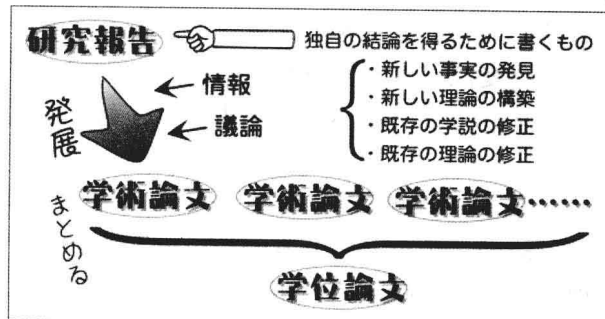 研究報告
独自の結論を得るために書くもの
・新しい事実の発見
・新しい理論の構築
・既存の学説の修正
・既存の理論の修正
情報
議論
発展
学術論文 学術論文 学術論文……
まとめる
学位論文